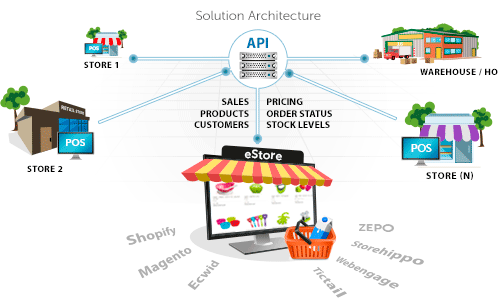 Solution Architecture
API
POS
STORE 1
WAREHOUSE / HO
SALES
PRODUCTS
CUSTOMERS
PRICING
ORDER STATUS
STOCK LEVELS
RETAIL STORE
POS
STORE 2
POS
STORE (N)
eStore
Shopify
Magento
Ecwid
ZEPO
Storehippo
Webengage
Tictail